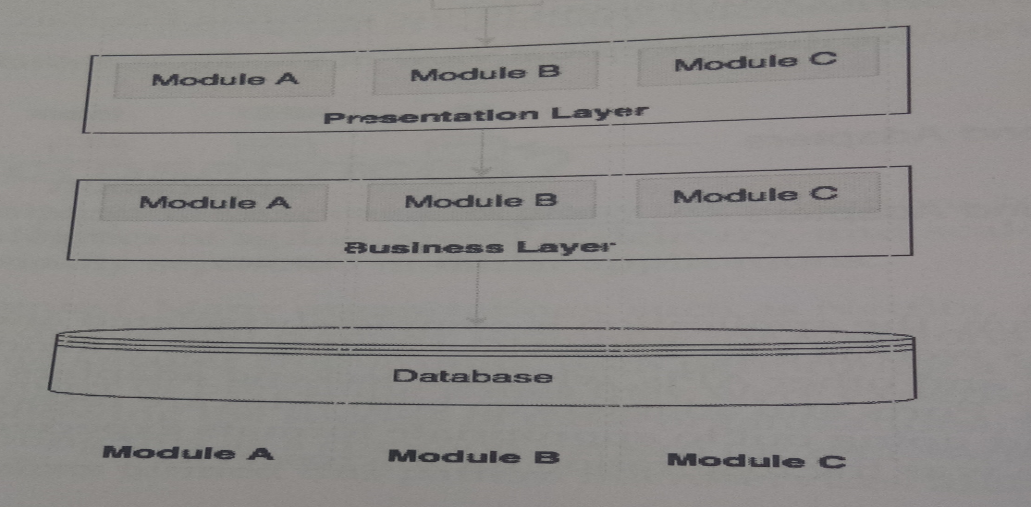 Module A Module B Module C
Presentation Layer
Module A Module B Module C
Business Layer
Database
Module A Module B Module C